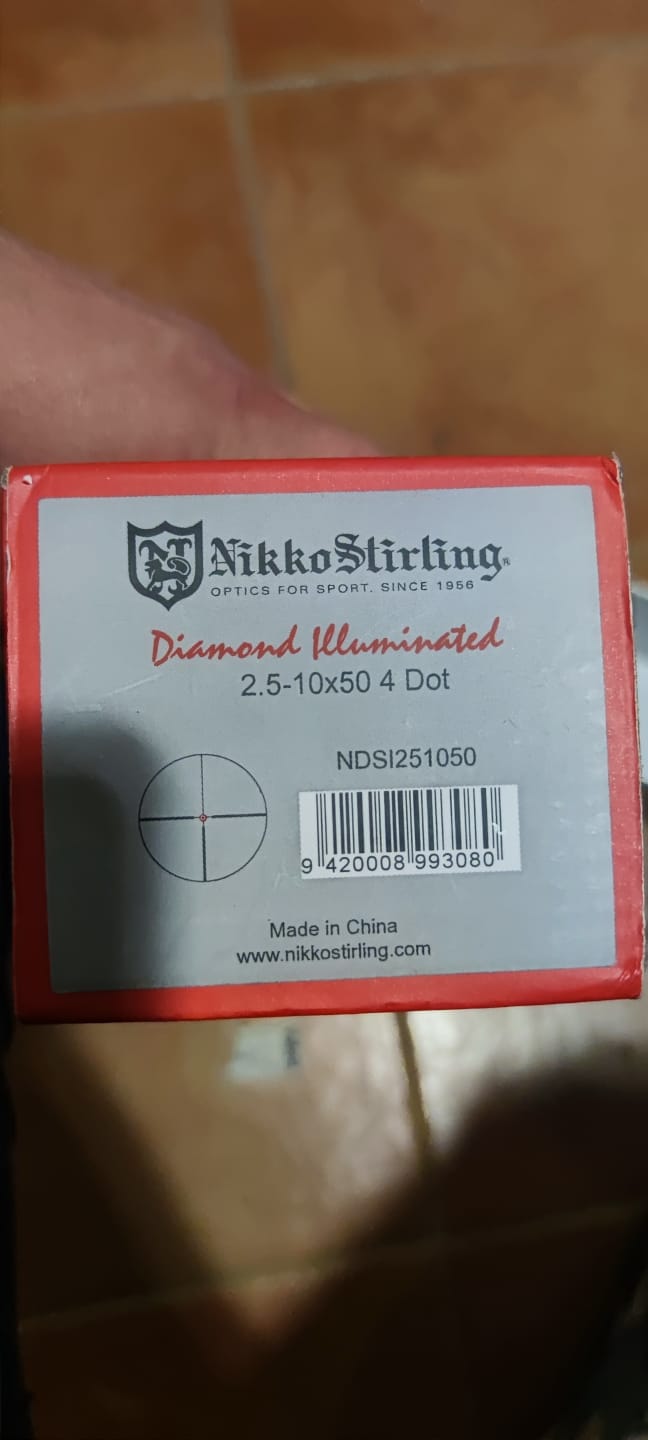 NikkoStirling®
OPTICS FOR SPORT. SINCE 1956
Diamond Illuminated
2.5-10x50 4 Dot
NDSI251050
9 420008 993080
Made in China
www.nikkostirling.com